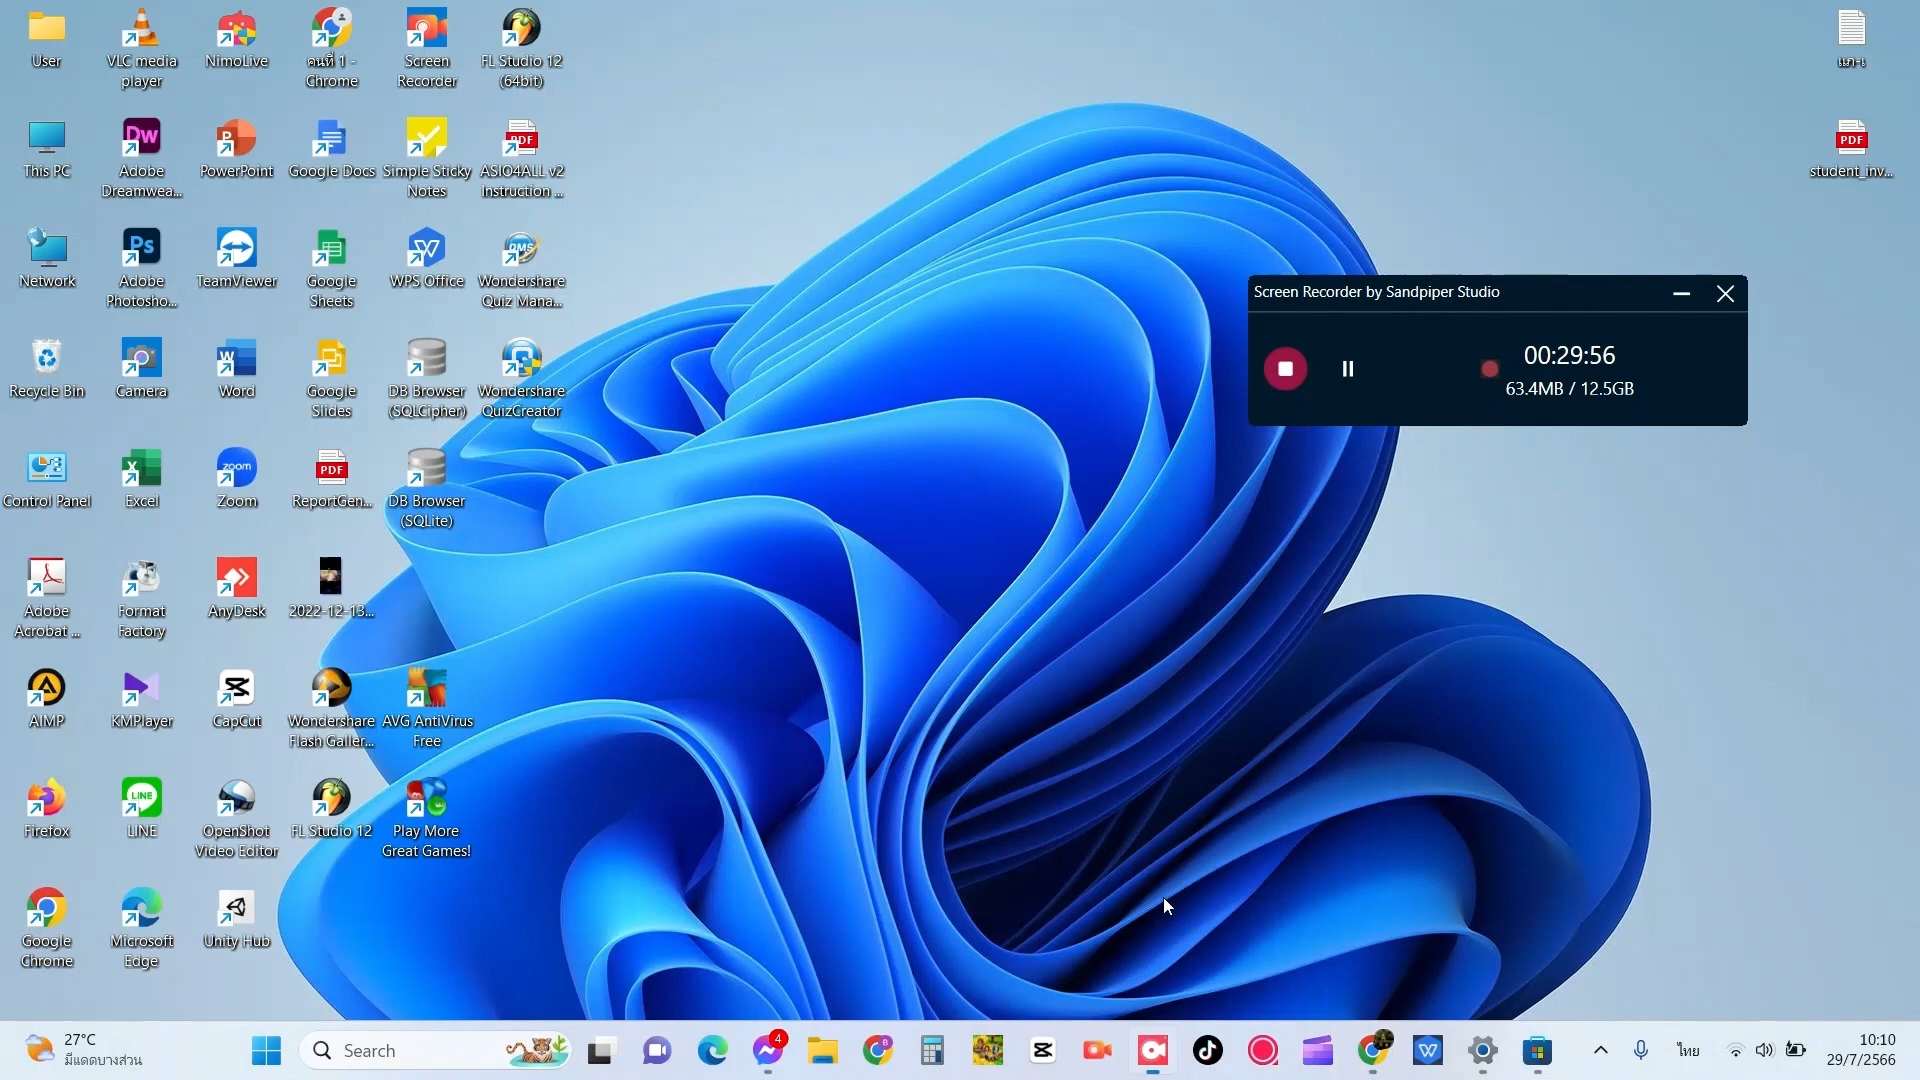 User
VLC media
player
NimoLive
คนที่ 1 -
Chrome
Screen
Recorder
FL Studio 12
(64bit)
This PC
Adobe
Dreamwea...
PowerPoint
Google Docs
Simple Sticky
Notes
ASIO4ALL v2
Instruction ...
Network
Adobe
Photosho...
TeamViewer
Google
Sheets
WPS Office
Wondershare
Quiz Mana...
Recycle Bin
Camera
Word
Google
Slides
DB Browser
(SQLCipher)
Wondershare
QuizCreator
Control Panel
Excel
Zoom
ReportGen...
DB Browser
(SQLite)
Adobe
Acrobat ...
Format
Factory
AnyDesk
2022-12-13...
AIMP
KMPlayer
CapCut
Wondershare
Flash Galler...
AVG AntiVirus
Free
Firefox
LINE
OpenShot
Video Editor
FL Studio 12
Play More
Great Games!
Google
Chrome
Microsoft
Edge
Unity Hub
student_inv...
Screen Recorder by Sandpiper Studio
00:29:56
63.4MB / 12.5GB
27°C
มีแดดบางส่วน
Search
4
ไทย
10:10
29/7/2566